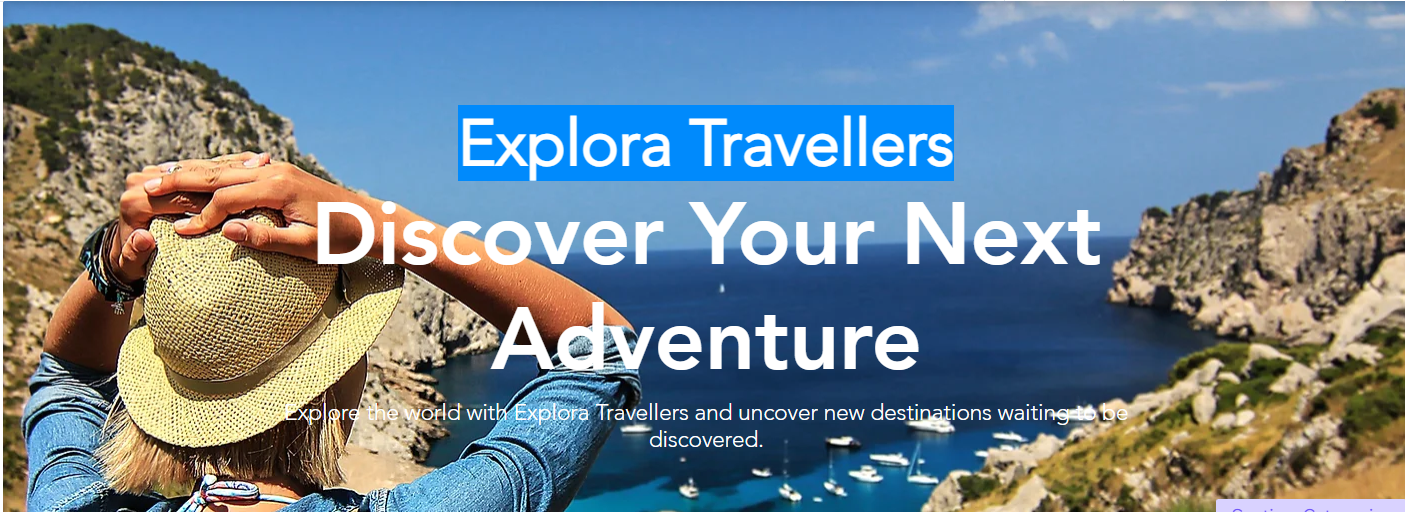 Explora Travellers
Discover Your Next
Adventure
Explore the world with Explora Travellers and uncover new destinations waiting to be
discovered.